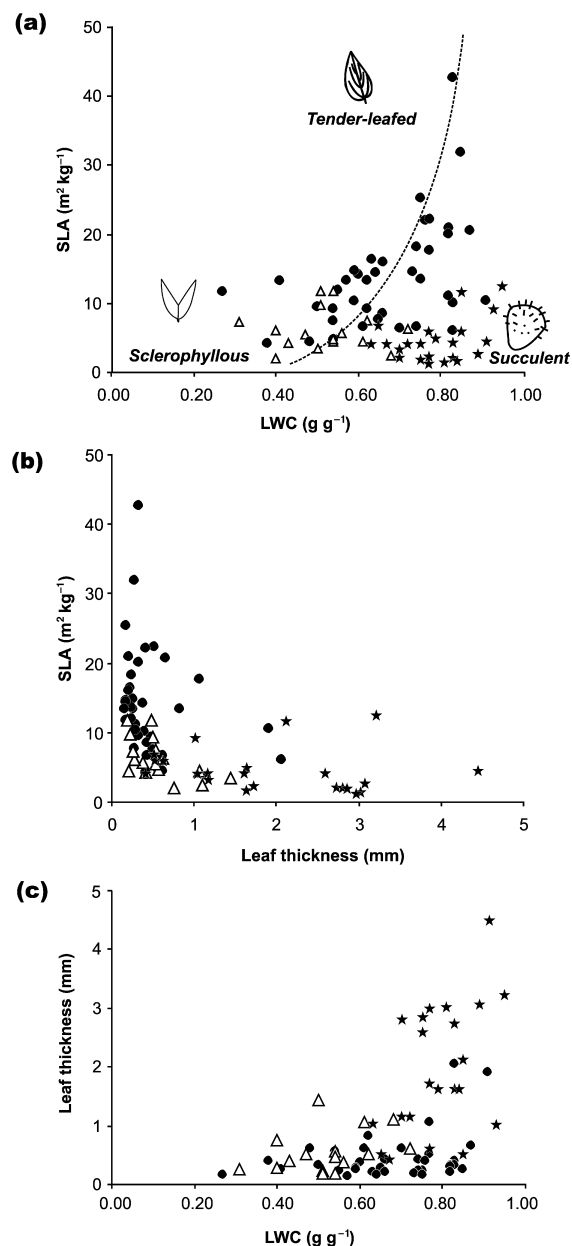 (a)
50
40
30
20
10
0
SLA (m² kg⁻¹)
Tender-leafed
Sclerophyllous
Succulent
0.00 0.20 0.40 0.60 0.80 1.00
LWC (g g⁻¹)
(b)
50
40
30
20
10
0
SLA (m² kg⁻¹)
0 1 2 3 4 5
Leaf thickness (mm)
(c)
5
4
3
2
1
0
Leaf thickness (mm)
0.00 0.20 0.40 0.60 0.80 1.00
LWC (g g⁻¹)